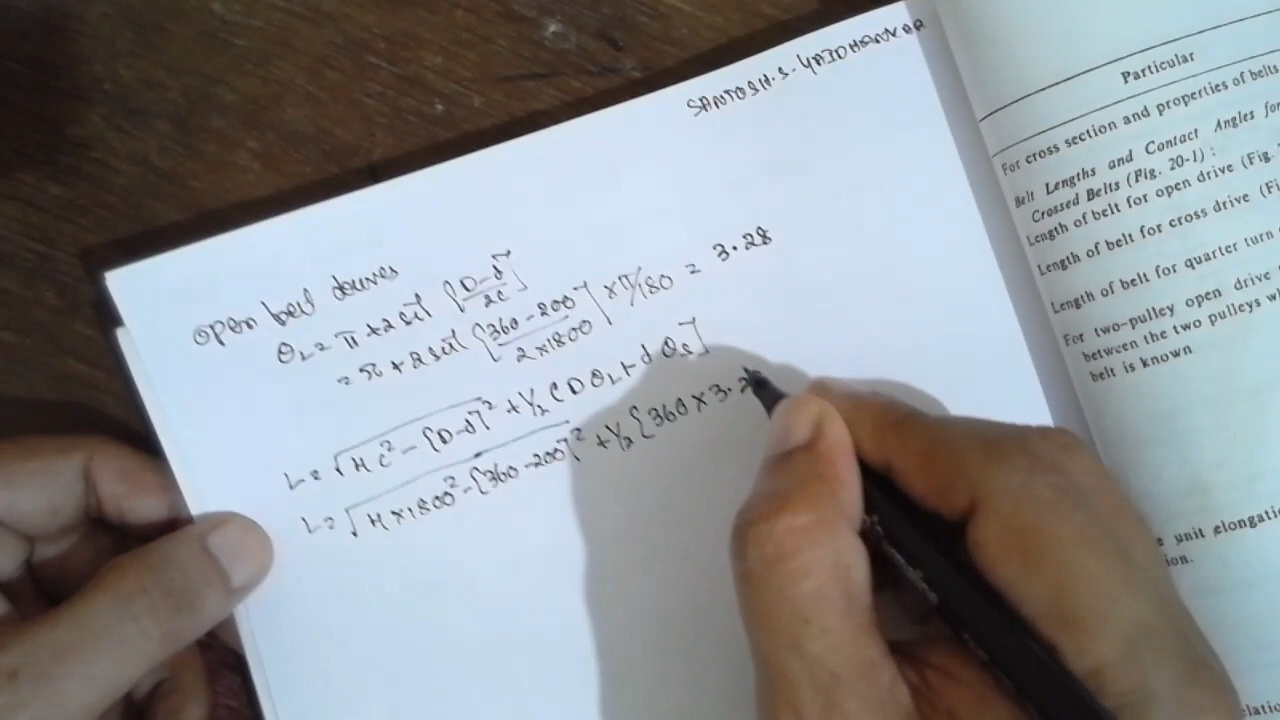 SANTOSH.S.YAIDHANKAR
open belt drives
θL = π + 2 sin⁻¹ [D-d/2C]
= π + 2 sin⁻¹ [360-200/2×1800] × π/180 = 3.28
L = √4C² - [D-d]² + 1/2 (DθL + dθs]
L = √4×1800² - [360-200]² + 1/2 [360×3.2
Particular
For cross section and properties of belts
Belt Lengths and Contact Angles for
Crossed Belts (Fig. 20-1) :
Length of belt for open drive (Fig.
Length of belt for cross drive (Fi
Length of belt for quarter turn
For two-pulley open drive
between the two pulleys w
belt is known
unit elongatio
ion.